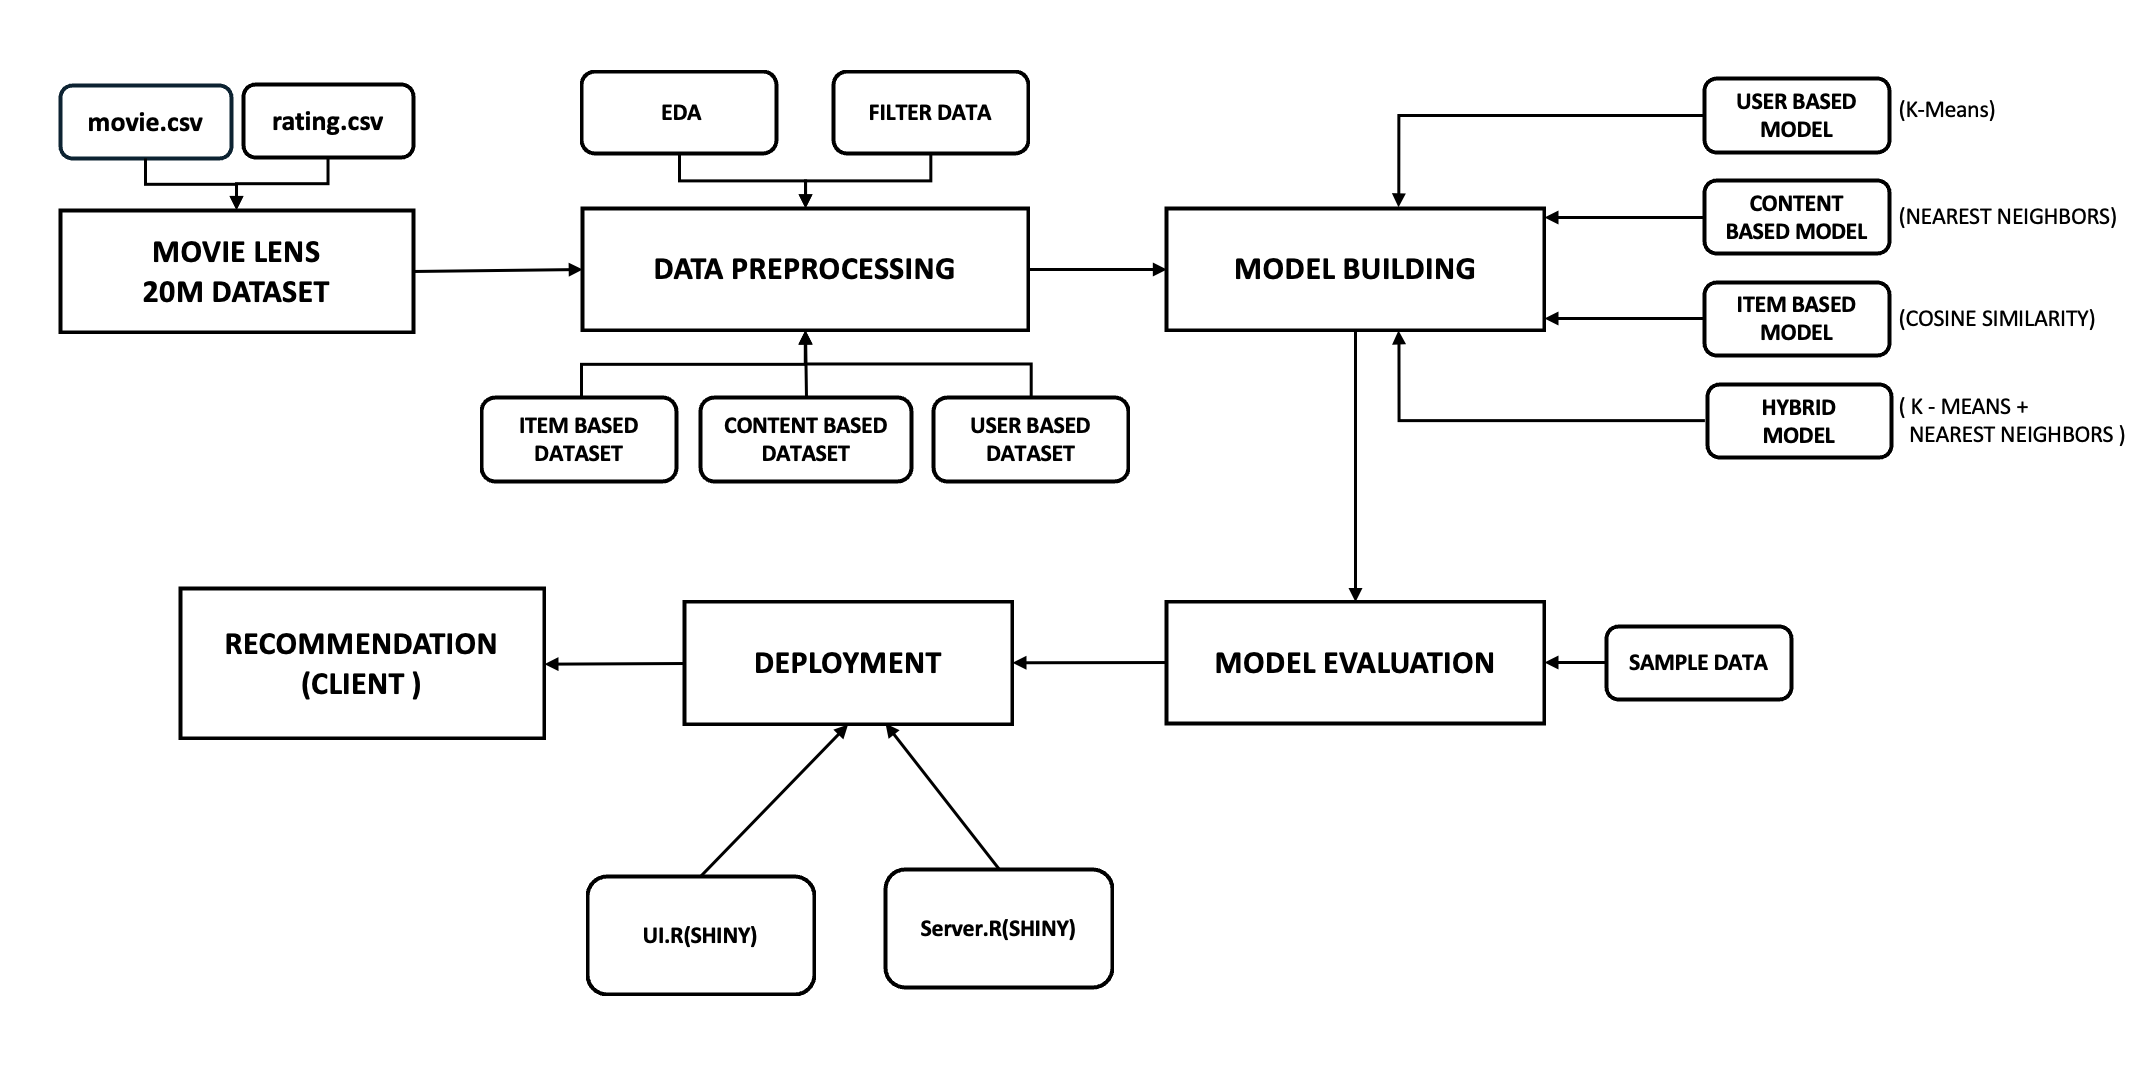 movie.csv
rating.csv
EDA
FILTER DATA
USER BASED
MODEL
(K-Means)
CONTENT
BASED MODEL
(NEAREST NEIGHBORS)
MOVIE LENS
20M DATASET
DATA PREPROCESSING
MODEL BUILDING
ITEM BASED
MODEL
(COSINE SIMILARITY)
HYBRID
MODEL
( K - MEANS +
NEAREST NEIGHBORS )
ITEM BASED
DATASET
CONTENT BASED
DATASET
USER BASED
DATASET
RECOMMENDATION
(CLIENT )
DEPLOYMENT
MODEL EVALUATION
SAMPLE DATA
UI.R(SHINY)
Server.R(SHINY)